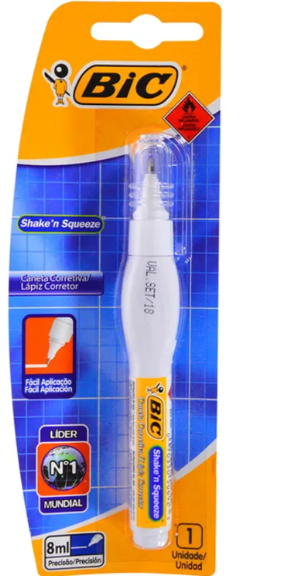 BiC
Shake'n Squeeze
Caneta Corretiva/
Lápiz Corretor
VAL SET/18
Fácil Aplicação
Fácil Aplicación
LÍDER
Nº1
MUNDIAL
BiC
Shake'n Squeeze
8ml
Precisão/Precisión
1
Unidade/
Unidad